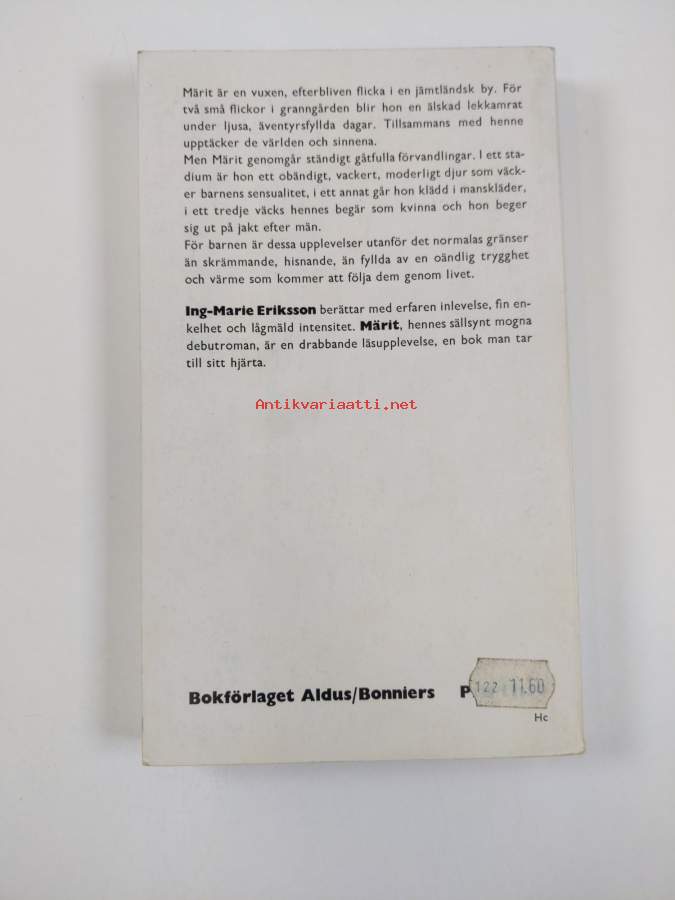 Märit är en vuxen, efterbliven flicka i en jämtländsk by. För
två små flickor i granngården blir hon en älskad lekkamrat
under ljusa, äventyrsfyllda dagar. Tillsammans med henne
upptäcker de världen och sinnena.
Men Märit genomgår ständigt gåtfulla förvandlingar. I ett sta-
dium är hon ett obändigt, vackert, moderligt djur som väck-
er barnens sensualitet, i ett annat går hon klädd i manskläder,
i ett tredje väcks hennes begär som kvinna och hon beger
sig ut på jakt efter män.
För barnen är dessa upplevelser utanför det normalas gränser
än skrämmande, hisnande, än fyllda av en oändlig trygghet
och värme som kommer att följa dem genom livet.
Ing-Marie Eriksson berättar med erfaren inlevelse, fin en-
kelhet och lågmäld intensitet. Märit, hennes sällsynt mogna
debutroman, är en drabbande läsupplevelse, en bok man tar
till sitt hjärta.
Antikvariaatti.net
Bokförlaget Aldus/Bonniers P 122 11.60
Hc